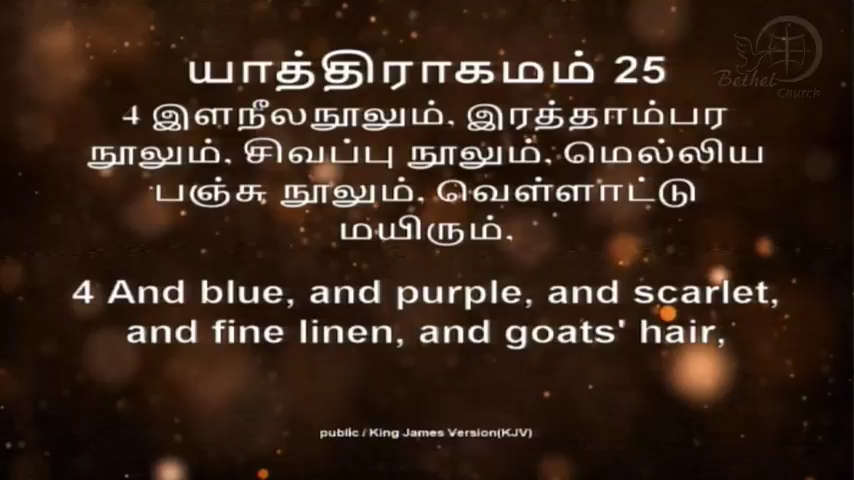 Bethel
Church
யாத்திராகமம் 25
4 இளநீலநூலும், இரத்தாம்பர
நூலும், சிவப்பு நூலும், மெல்லிய
பஞ்சு நூலும், வெள்ளாட்டு
மயிரும்,
4 And blue, and purple, and scarlet,
and fine linen, and goats' hair,
public / King James Version(KJV)